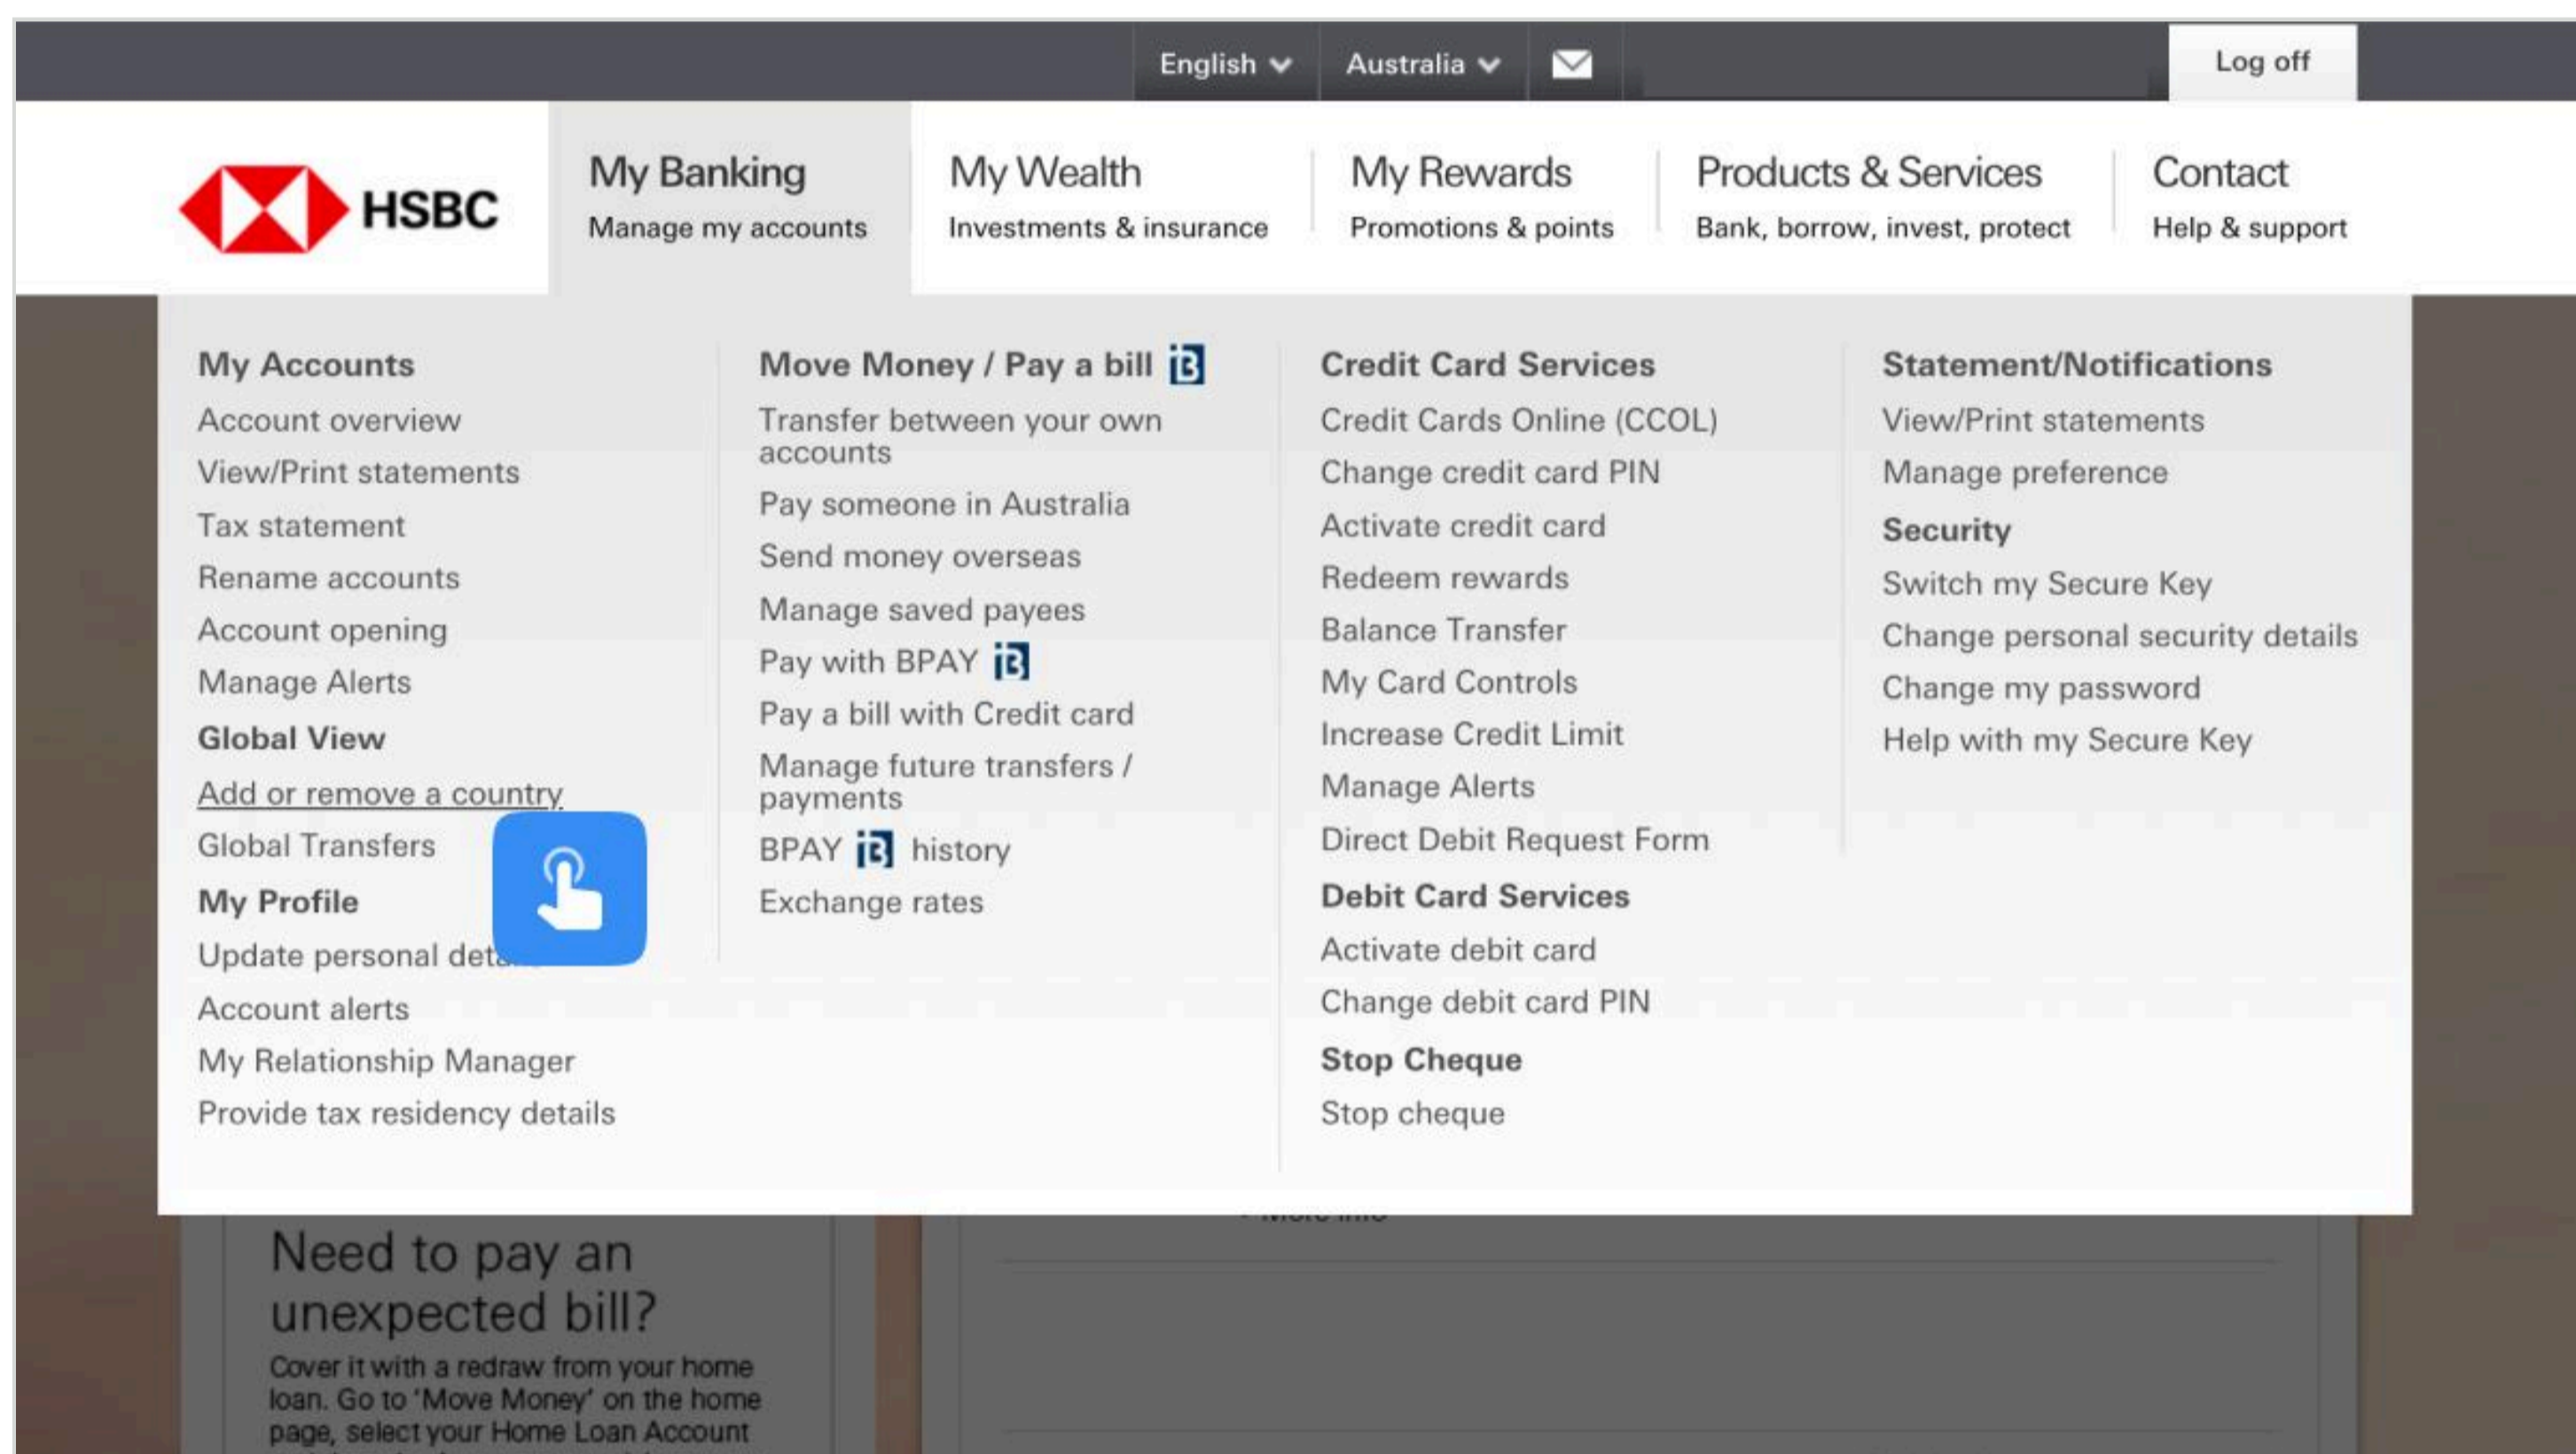 English
Australia
Log off
HSBC
My Banking
Manage my accounts
My Wealth
Investments & insurance
My Rewards
Promotions & points
Products & Services
Bank, borrow, invest, protect
Contact
Help & support
My Accounts
Account overview
View/Print statements
Tax statement
Rename accounts
Account opening
Manage Alerts
Global View
Add or remove a country
Global Transfers
My Profile
Update personal
Account alerts
My Relationship Manager
Provide tax residency details
Move Money / Pay a bill
Transfer between your own
accounts
Pay someone in Australia
Send money overseas
Manage saved payees
Pay with BPAY
Pay a bill with Credit card
Manage future transfers /
payments
BPAY history
Exchange rates
Credit Card Services
Credit Cards Online (CCOL)
Change credit card PIN
Activate credit card
Redeem rewards
Balance Transfer
My Card Controls
Increase Credit Limit
Manage Alerts
Direct Debit Request Form
Debit Card Services
Activate debit card
Change debit card PIN
Stop Cheque
Stop cheque
Statement/Notifications
View/Print statements
Manage preference
Security
Switch my Secure Key
Change personal security details
Change my password
Help with my Secure Key
Need to pay an
unexpected bill?
Cover it with a redraw from your home
loan. Go to 'Move Money' on the home
page, select your Home Loan Account